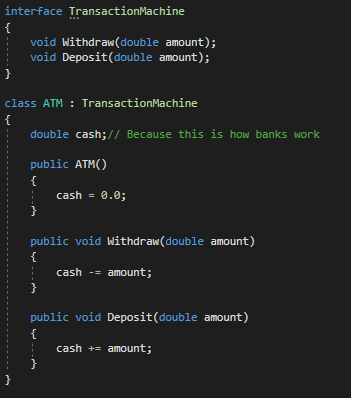 interface TransactionMachine
{
    void Withdraw(double amount);
    void Deposit(double amount);
}
class ATM : TransactionMachine
{
    double cash;// Because this is how banks work
    public ATM()
    {
        cash = 0.0;
    }
    public void Withdraw(double amount)
    {
        cash -= amount;
    }
    public void Deposit(double amount)
    {
        cash += amount;
    }
}